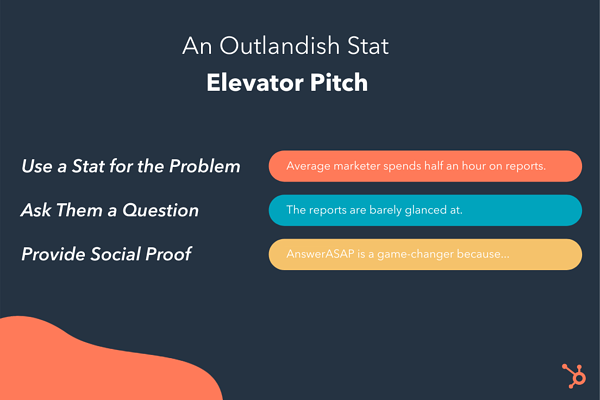 An Outlandish Stat
Elevator Pitch
Use a Stat for the Problem
Average marketer spends half an hour on reports.
Ask Them a Question
The reports are barely glanced at.
Provide Social Proof
AnswerASAP is a game-changer because...